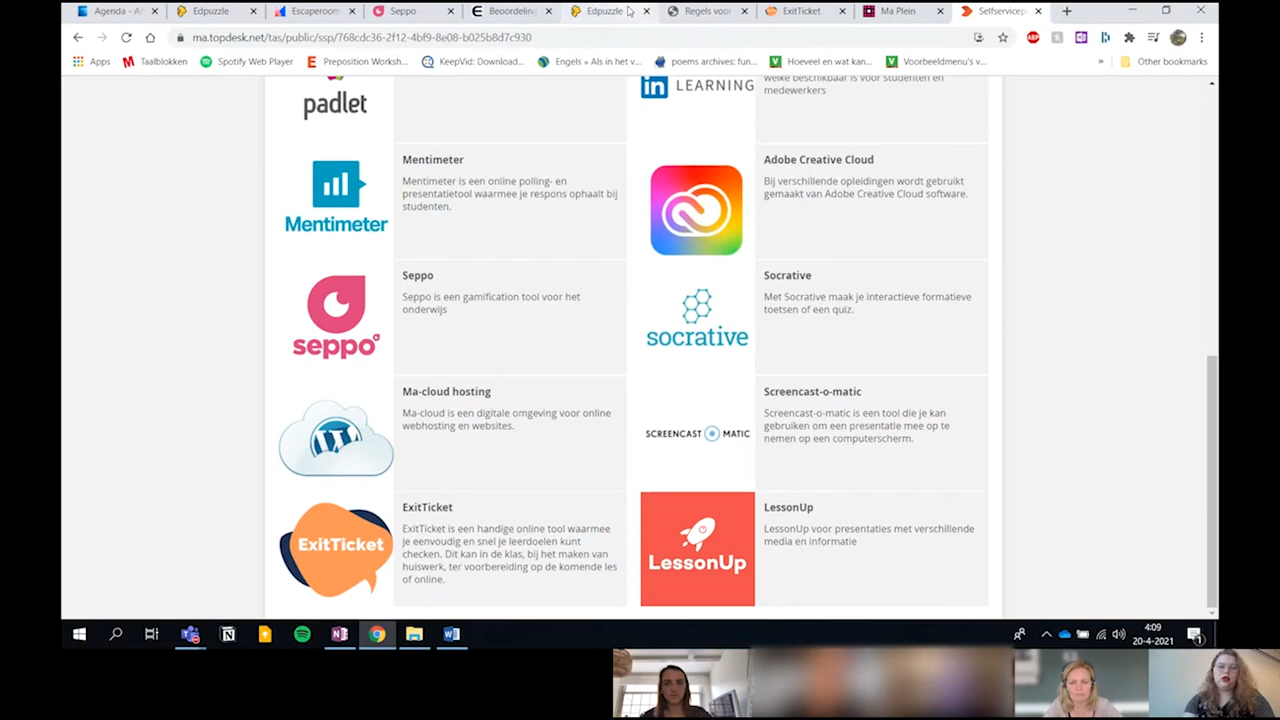 Agenda - A
Edpuzzle
Escaperoom
Seppo
Beoordeling
Edpuzzle
Regels voor
ExitTicket
Ma Plein
Selfservicep
ma.topdesk.net/tas/public/ssp/768cdc36-2f12-4bf9-8e08-b025d8d7c930
ABP
Apps
Taalblokken
Spotify Web Player
Preposition Worksh...
KeepVid: Download...
Engels » Als in het v...
poems archives: fun...
Hoeveel en wat kan...
Voorbeeldmenu's v...
»
Other bookmarks
padlet
in LEARNING
welke beschikbaar is voor studenten en
medewerkers
Mentimeter
Mentimeter
Mentimeter is een online polling- en
presentatietool waarmee je respons ophaalt bij
studenten.
Adobe Creative Cloud
Bij verschillende opleidingen wordt gebruikt
gemaakt van Adobe Creative Cloud software.
seppo
Seppo
Seppo is een gamification tool voor het
onderwijs
socrative
Socrative
Met Socrative maak je interactieve formatieve
toetsen of een quiz.
Ma-cloud hosting
Ma-cloud is een digitale omgeving voor online
webhosting en websites.
SCREENCAST MATIC
Screencast-o-matic
Screencast-o-matic is een tool die je kan
gebruiken om een presentatie mee op te
nemen op een computerscherm.
ExitTicket
ExitTicket
ExitTicket is een handige online tool waarmee
je eenvoudig en snel je leerdoelen kunt
checken. Dit kan in de klas, bij het maken van
huiswerk, ter voorbereiding op de komende les
of online.
LessonUp
LessonUp
LessonUp voor presentaties met verschillende
media en informatie
4:09
20-4-2021
1